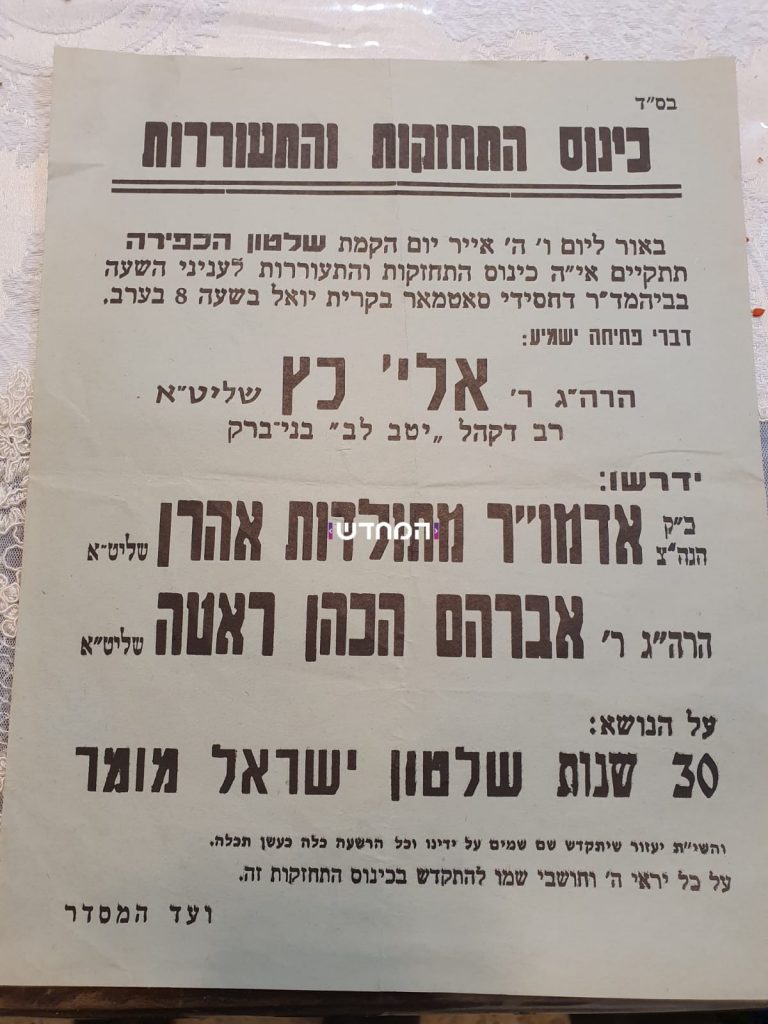 בס״ד
כינוס התחזקות והתעוררות
באור ליום ו׳ ה׳ אייר יום הקמת שלטון הכפירה
תתקיים אי״ה כינוס התחזקות והתעוררות לעניני השעה
בביהמד״ר דחסידי סאטמאר בקרית יואל בשעה 8 בערב.
דברי פתיחה ישמיע:
הרה״ג ר׳ אלי׳ כץ שליט״א
רב דקהל „יטב לב״ בני־ברק
ידרשו:
ב״ק הגה״צ אדמו״ר מתולדות אהרן שליט״א
המחדש
הרה״ג ר׳ אברהם הכהן ראטה שליט״א
על הנושא:
30 שנות שלטון ישראל מומר
והשי״ת יעזור שיתקדש שם שמים על ידינו וכל הרשעה כלה כעשן תכלה.
על כל יראי ה׳ וחושבי שמו להתקדש בכינוס התחזקות זה.
ועד המסדר